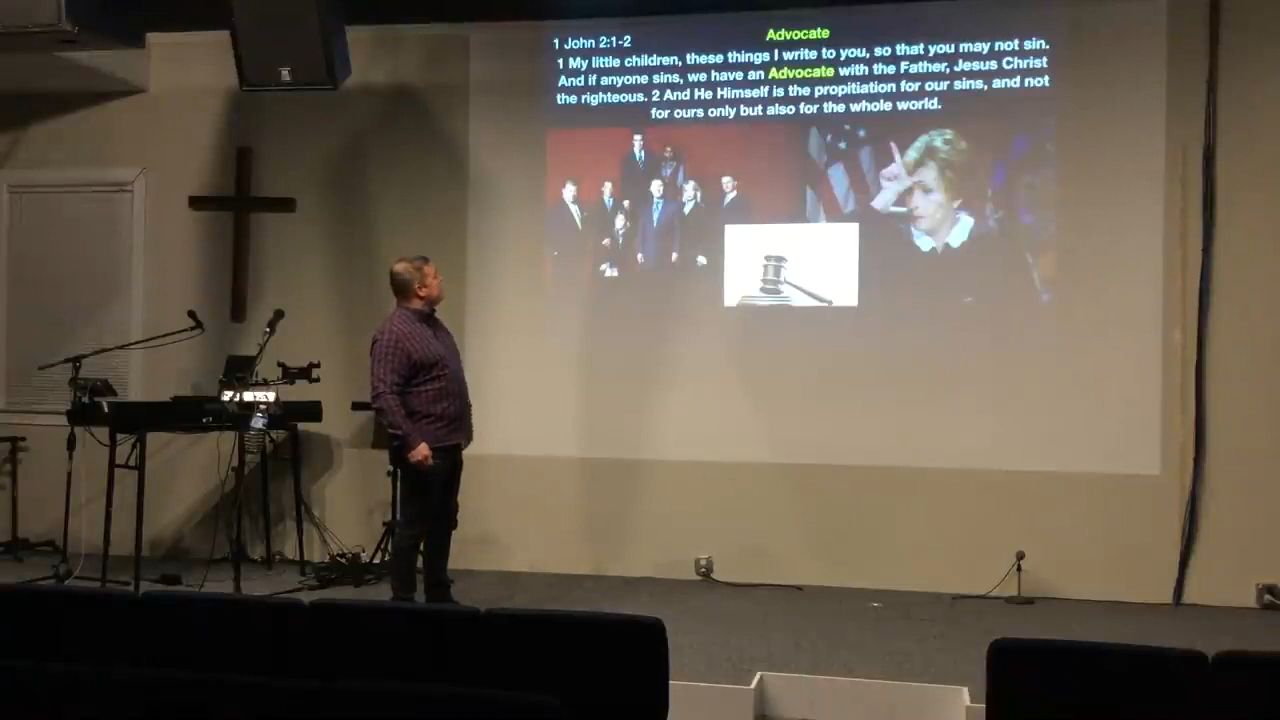 Advocate
1 John 2:1-2
1 My little children, these things I write to you, so that you may not sin.
And if anyone sins, we have an Advocate with the Father, Jesus Christ
the righteous. 2 And He Himself is the propitiation for our sins, and not
for ours only but also for the whole world.